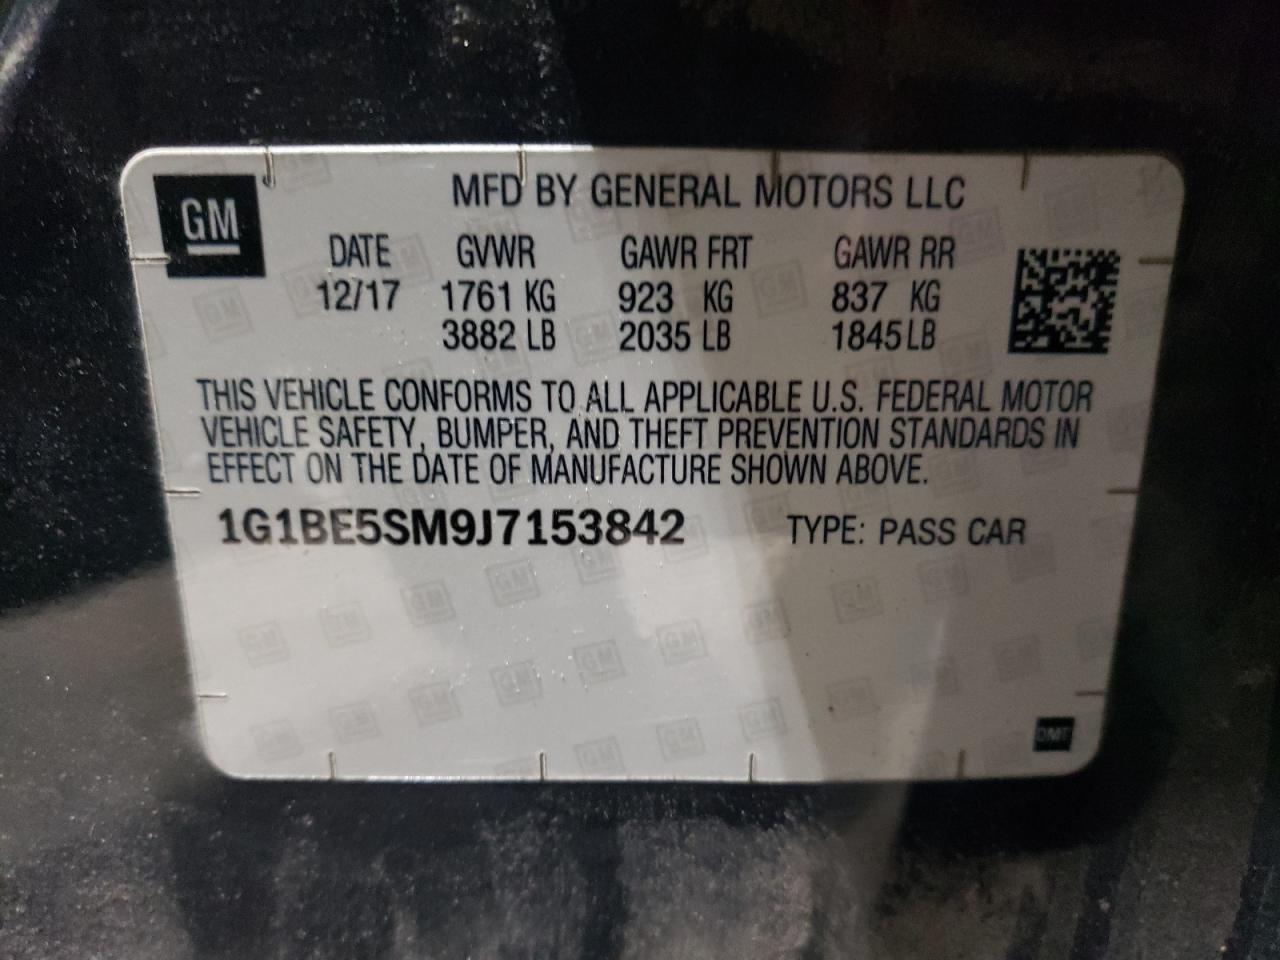 GM
MFD BY GENERAL MOTORS LLC
DATE GVWR GAWR FRT GAWR RR
12/17 1761 KG 923 KG 837 KG
3882 LB 2035 LB 1845 LB
THIS VEHICLE CONFORMS TO ALL APPLICABLE U.S. FEDERAL MOTOR
VEHICLE SAFETY, BUMPER, AND THEFT PREVENTION STANDARDS IN
EFFECT ON THE DATE OF MANUFACTURE SHOWN ABOVE.
1G1BE5SM9J7153842 TYPE: PASS CAR
DMT